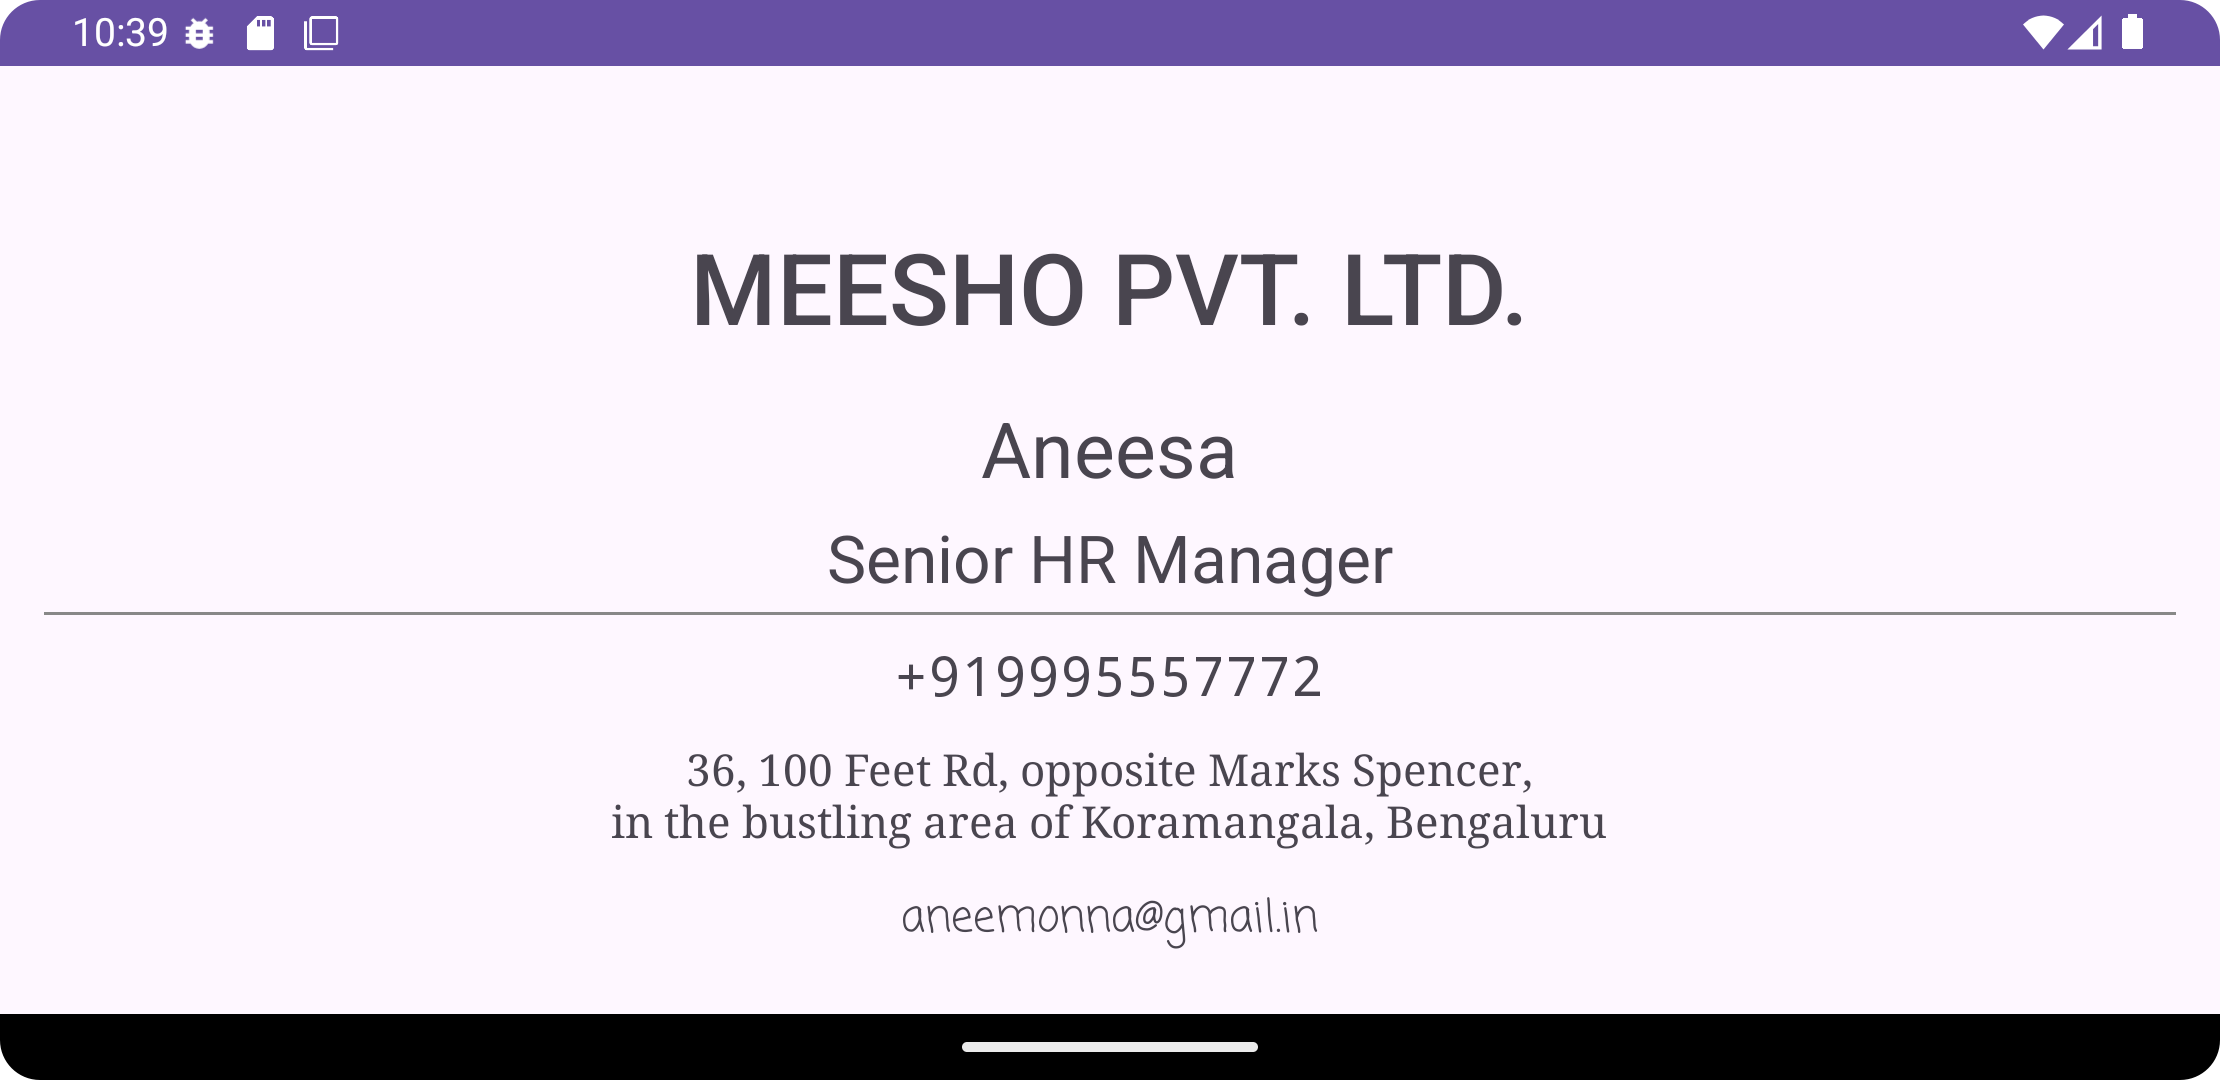 10:39
MEESHO PVT. LTD.
Aneesa
Senior HR Manager
+919995557772
36, 100 Feet Rd, opposite Marks Spencer,
in the bustling area of Koramangala, Bengaluru
aneemonna@gmail.in